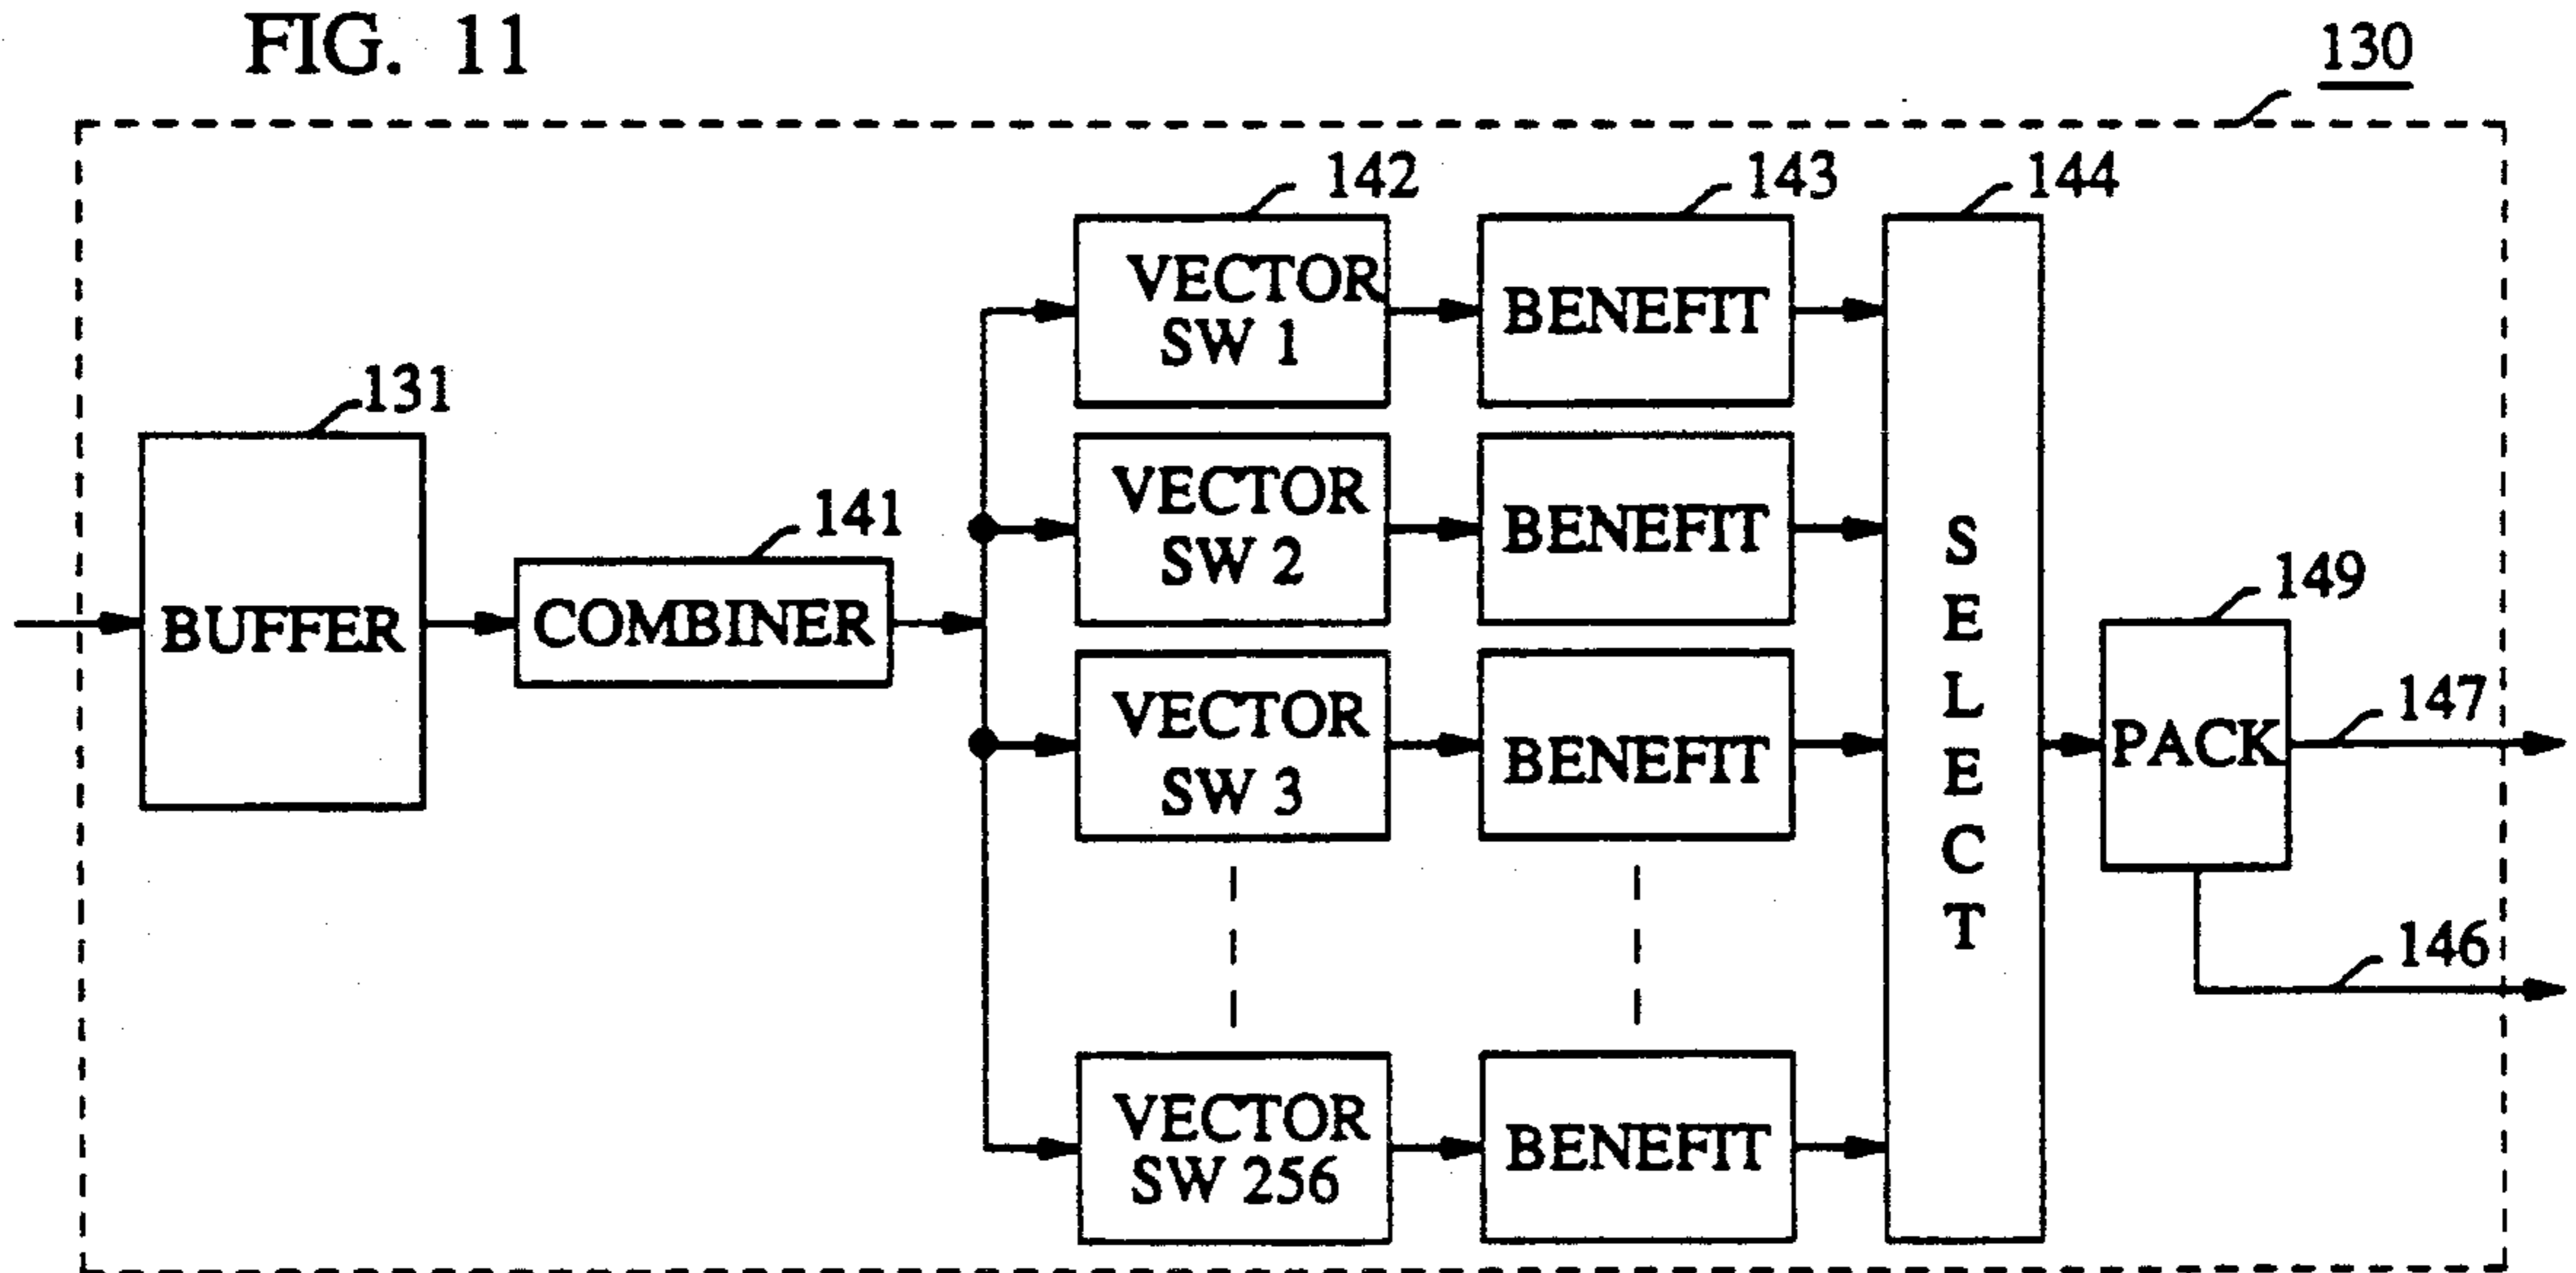 FIG. 11
130
142
143
144
VECTOR
SW 1
BENEFIT
131
BUFFER
141
COMBINER
VECTOR
SW 2
BENEFIT
VECTOR
SW 3
BENEFIT
VECTOR
SW 256
BENEFIT
SELECT
149
PACK
147
146